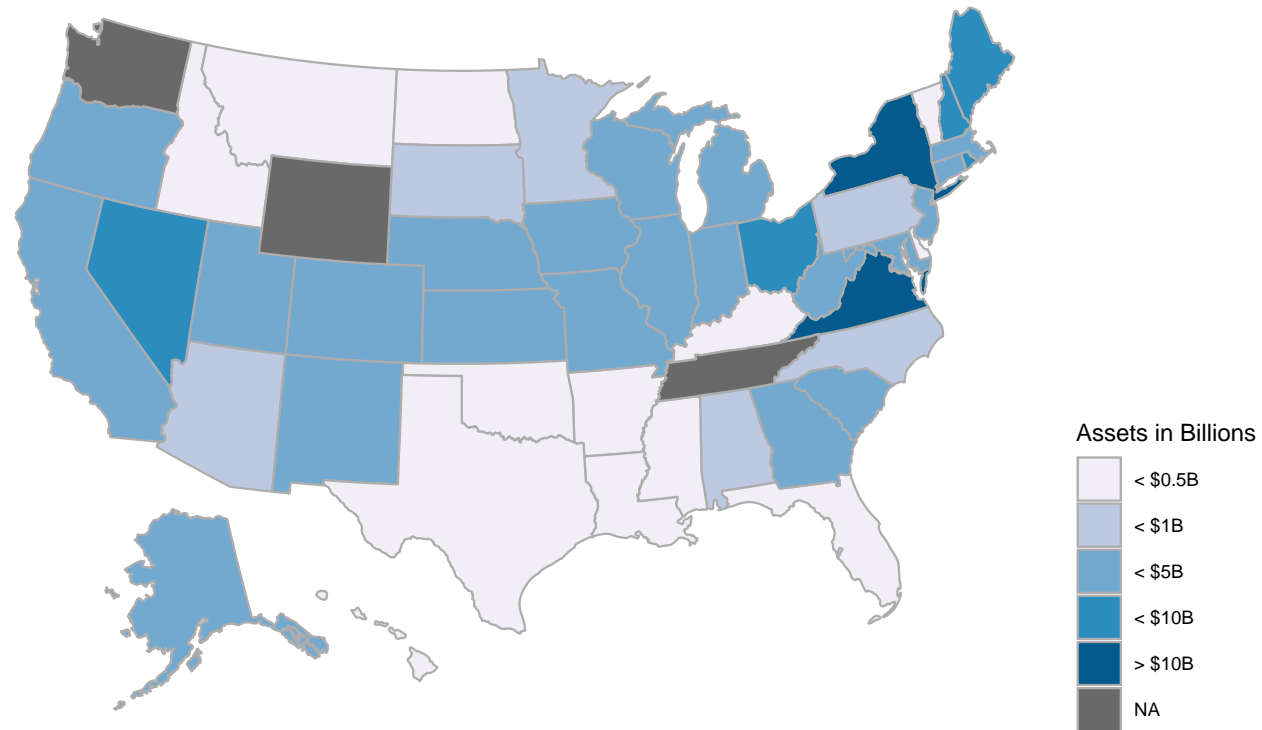 Assets in Billions
< $0.5B
< $1B
< $5B
< $10B
> $10B
NA